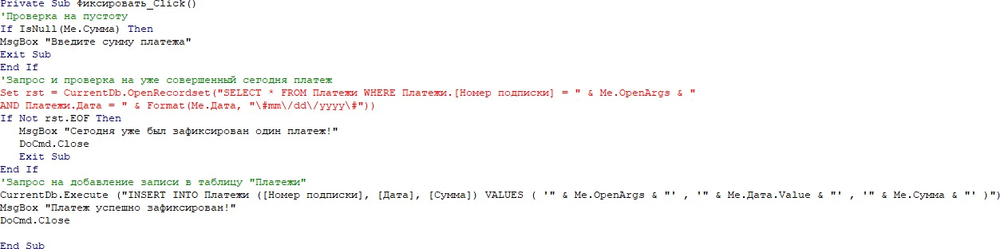 Private Sub Фиксировать_Click()
'Проверка на пустоту
If IsNull(Me.Сумма) Then
MsgBox "Введите сумму платежа"
Exit Sub
End If
'Запрос и проверка на уже совершенный сегодня платеж
Set rst = CurrentDb.OpenRecordset("SELECT * FROM Платежи WHERE Платежи.[Номер подписки] = " & Me.OpenArgs & "
AND Платежи.Дата = " & Format(Me.Дата, "\#mm\/dd\/yyyy\#"))
If Not rst.EOF Then
MsgBox "Сегодня уже был зафиксирован один платеж!"
DoCmd.Close
Exit Sub
End If
'Запрос на добавление записи в таблицу "Платежи"
CurrentDb.Execute ("INSERT INTO Платежи ([Номер подписки], [Дата], [Сумма]) VALUES ( '" & Me.OpenArgs & "' , '" & Me.Дата.Value & "' , '" & Me.Сумма & "' )")
MsgBox "Платеж успешно зафиксирован!"
DoCmd.Close
End Sub